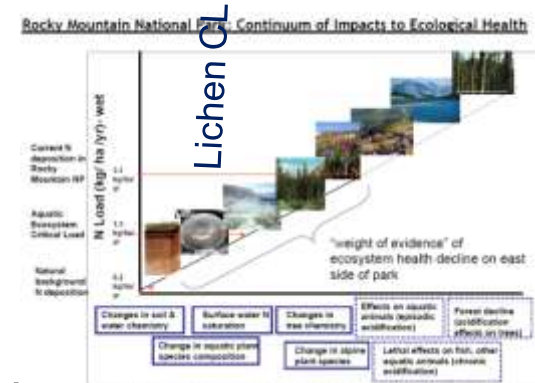 Rocky Mountain National Park: Continuum of Impacts to Ecological Health
Lichen CL
N Load (kg/ ha /yr)- wet
Current N
deposition in
Rocky
Mountain NP
Aquatic
Ecosystem
Critical Load
Natural
background
N deposition
"weight of evidence" of
ecosystem health decline on east
side of park
Changes in soil &
water chemistry
Surface water N
saturation
Changes in
tree chemistry
Effects on aquatic
animals (episodic
acidification)
Forest decline
(acidification
effects on trees)
Change in aquatic plant
species composition
Change in alpine
plant species
Lethal effects on fish, other
aquatic animals (chronic
acidification)